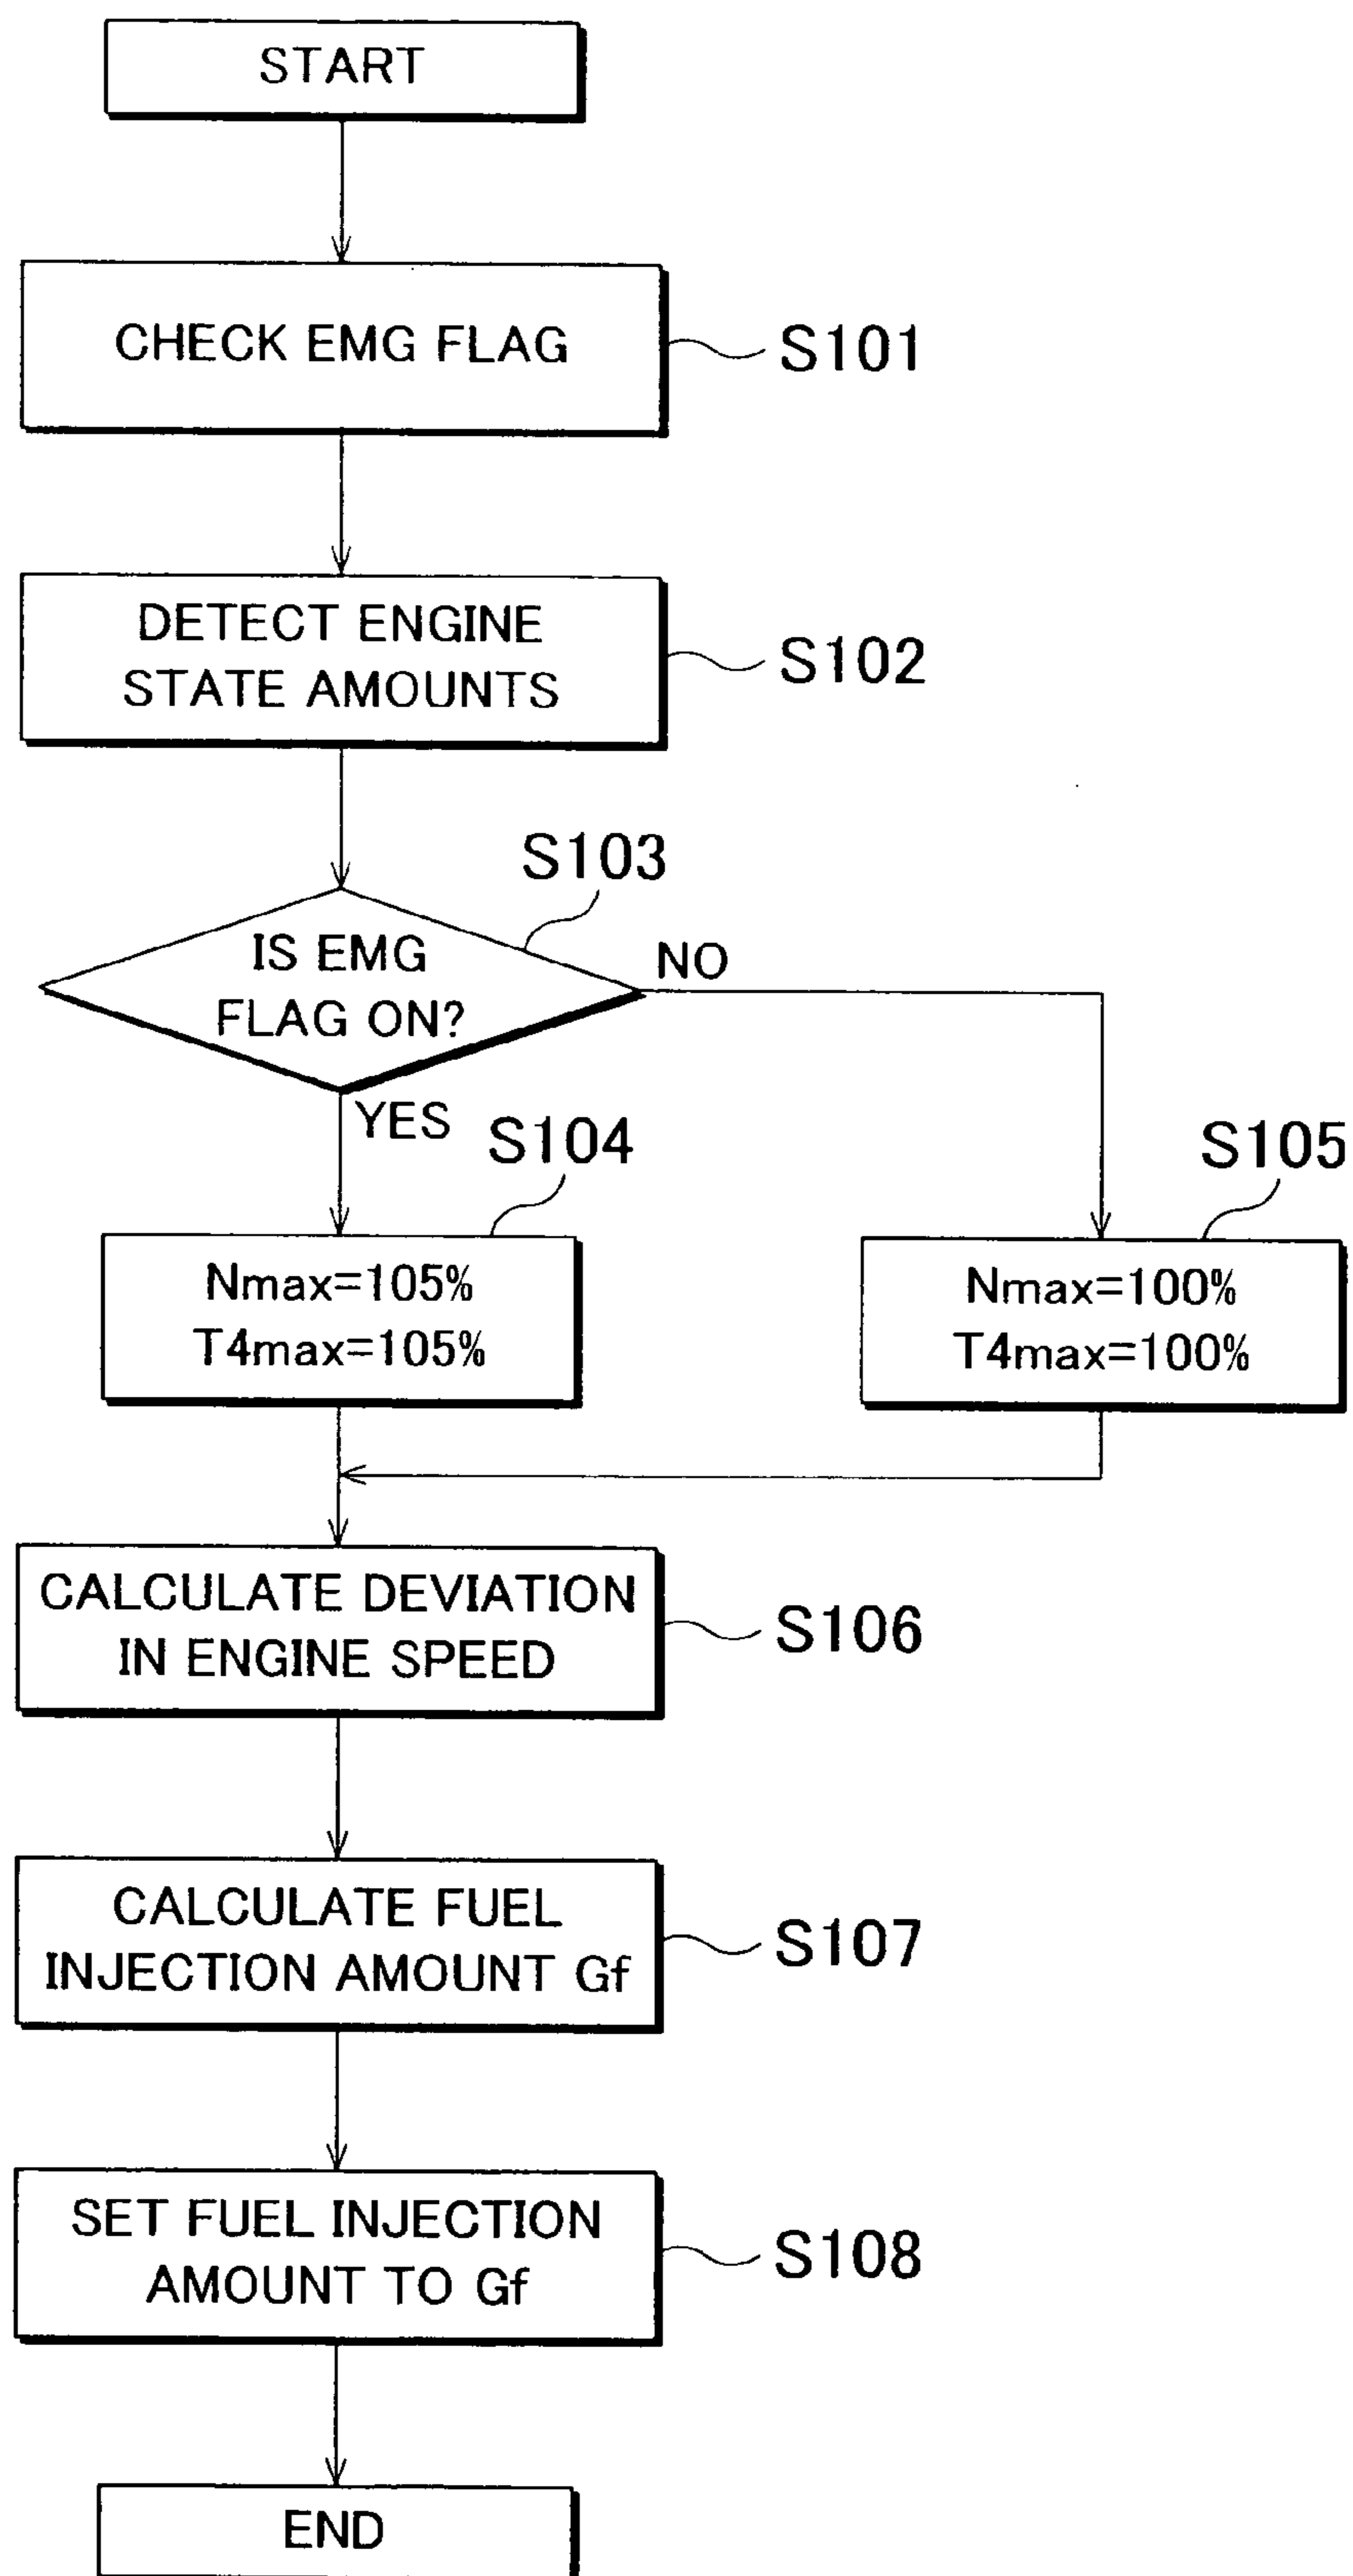 START
CHECK EMG FLAG
S101
DETECT ENGINE
STATE AMOUNTS
S102
S103
IS EMG
FLAG ON?
NO
YES
S104
S105
Nmax=105%
T4max=105%
Nmax=100%
T4max=100%
CALCULATE DEVIATION
IN ENGINE SPEED
S106
CALCULATE FUEL
INJECTION AMOUNT Gf
S107
SET FUEL INJECTION
AMOUNT TO Gf
S108
END